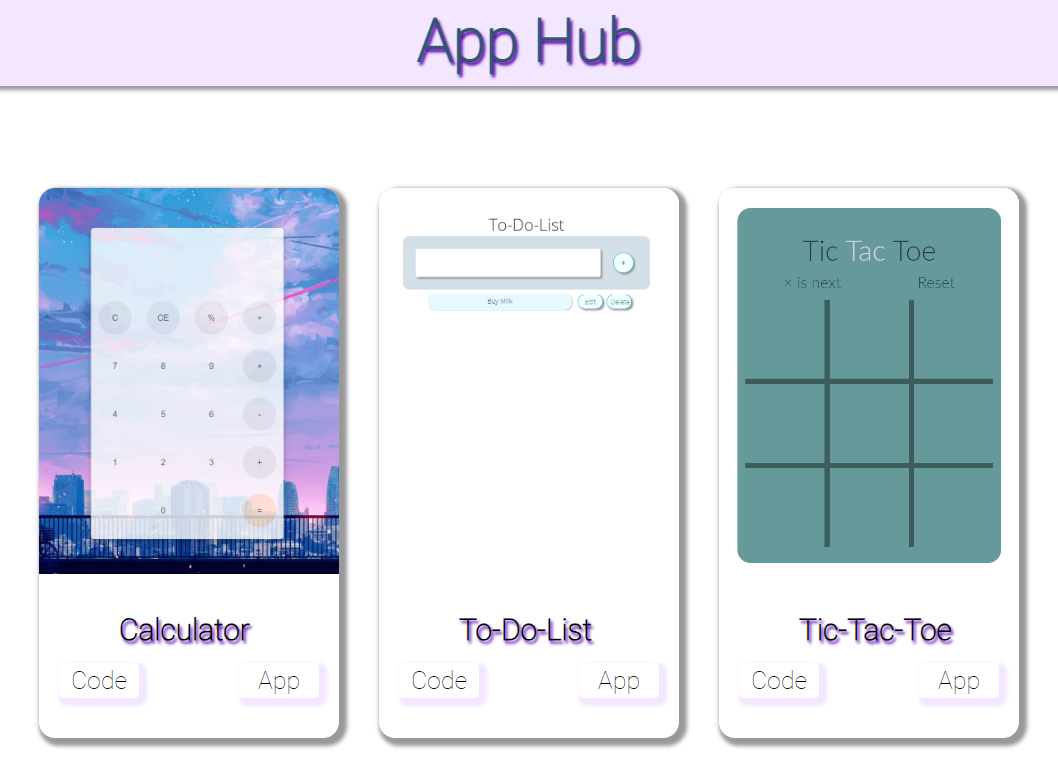 App Hub
C CE % ÷
7 8 9 ×
4 5 6 -
1 2 3 +
0 =
To-Do-List
+
Buy Milk Edit Delete
Tic Tac Toe
× is next Reset
Calculator
Code App
To-Do-List
Code App
Tic-Tac-Toe
Code App